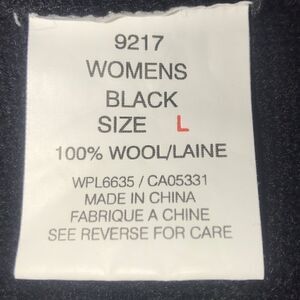 9217
WOMENS
BLACK
SIZE L
100% WOOL/LAINE
WPL6635 / CA05331
MADE IN CHINA
FABRIQUE A CHINE
SEE REVERSE FOR CARE